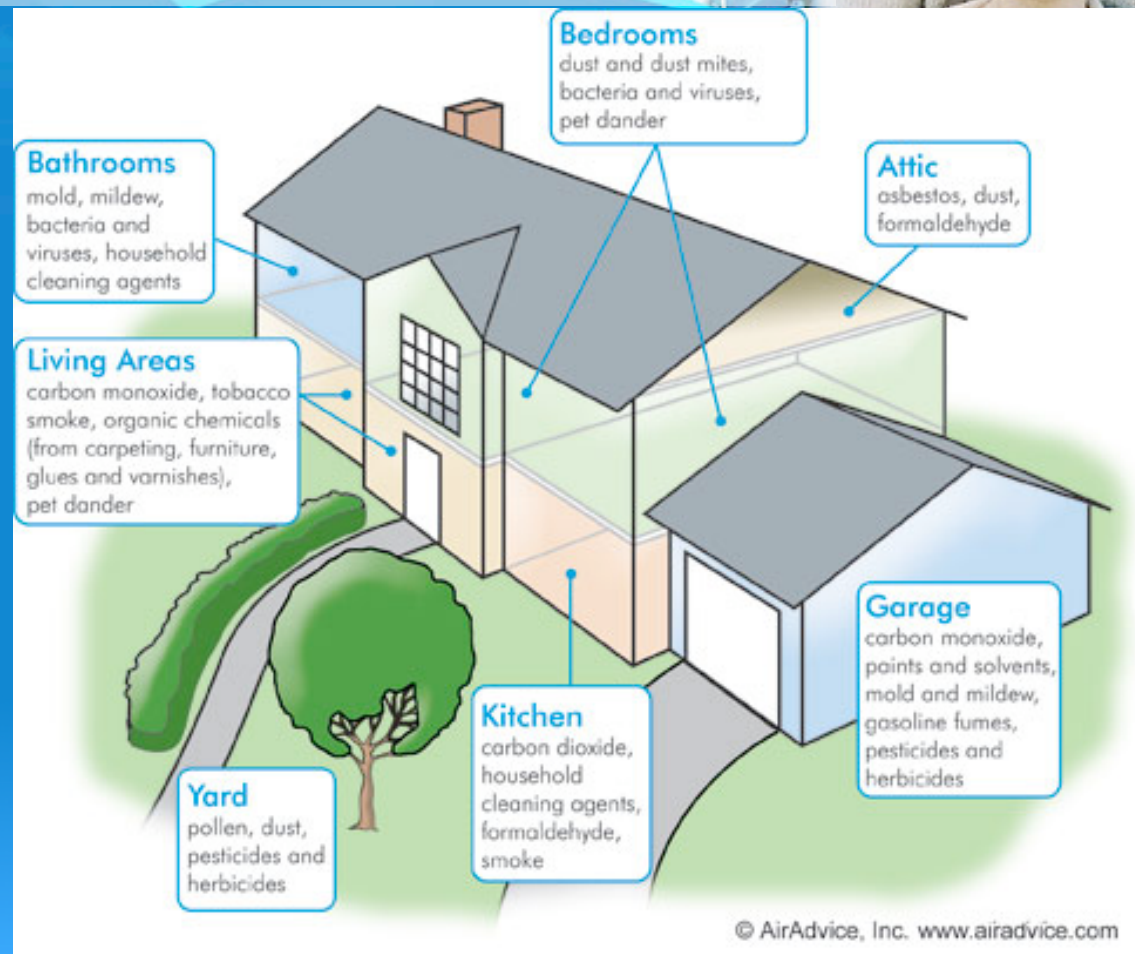 Bedrooms
dust and dust mites,
bacteria and viruses,
pet dander
Bathrooms
mold, mildew,
bacteria and
viruses, household
cleaning agents
Attic
asbestos, dust,
formaldehyde
Living Areas
carbon monoxide, tobacco
smoke, organic chemicals
(from carpeting, furniture,
glues and varnishes),
pet dander
Garage
carbon monoxide,
paints and solvents,
mold and mildew,
gasoline fumes,
pesticides and
herbicides
Kitchen
carbon dioxide,
household
cleaning agents,
formaldehyde,
smoke
Yard
pollen, dust,
pesticides and
herbicides
© AirAdvice, Inc. www.airadvice.com